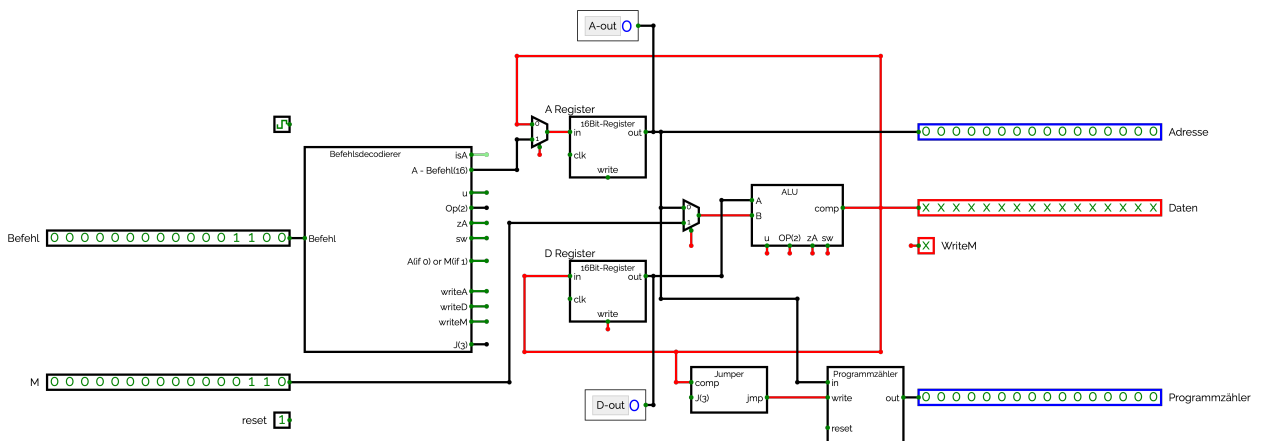 A-out 0
A Register
16Bit-Register
in out
clk
write
0
1
Befehlsdecodierer
isA
A - Befehl(16)
u
Op(2)
zA
sw
A(if 0) or M(if 1)
writeA
writeD
writeM
J(3)
Befehl 0 0 0 0 0 0 0 0 0 0 0 0 1 1 0 0 Befehl
0
1
ALU
A
B
comp
u OP(2) zA sw
0 0 0 0 0 0 0 0 0 0 0 0 0 0 0 0 Adresse
X X X X X X X X X X X X X X X X Daten
X WriteM
D Register
16Bit-Register
in out
clk
write
M 0 0 0 0 0 0 0 0 0 0 0 0 0 1 1 0
reset 1
D-out 0
Jumper
comp
J(3) jmp
Programmzähler
in
write out
reset
0 0 0 0 0 0 0 0 0 0 0 0 0 0 0 0 Programmzähler